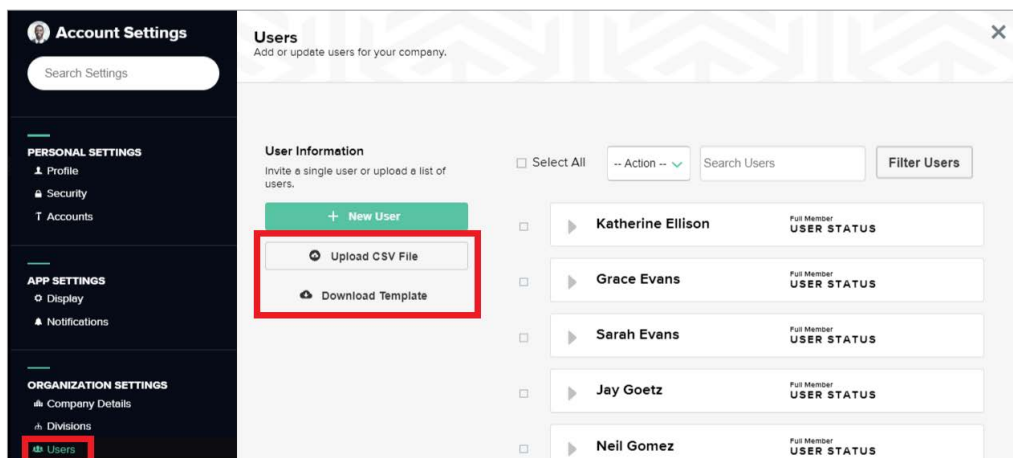 Account Settings
Search Settings
PERSONAL SETTINGS
Profile
Security
Accounts
APP SETTINGS
Display
Notifications
ORGANIZATION SETTINGS
Company Details
Divisions
Users
Users
Add or update users for your company.
User Information
Invite a single user or upload a list of
users.
+ New User
Upload CSV File
Download Template
Select All
-- Action --
Search Users
Filter Users
Katherine Ellison
Full Member
USER STATUS
Grace Evans
Full Member
USER STATUS
Sarah Evans
Full Member
USER STATUS
Jay Goetz
Full Member
USER STATUS
Neil Gomez
Full Member
USER STATUS